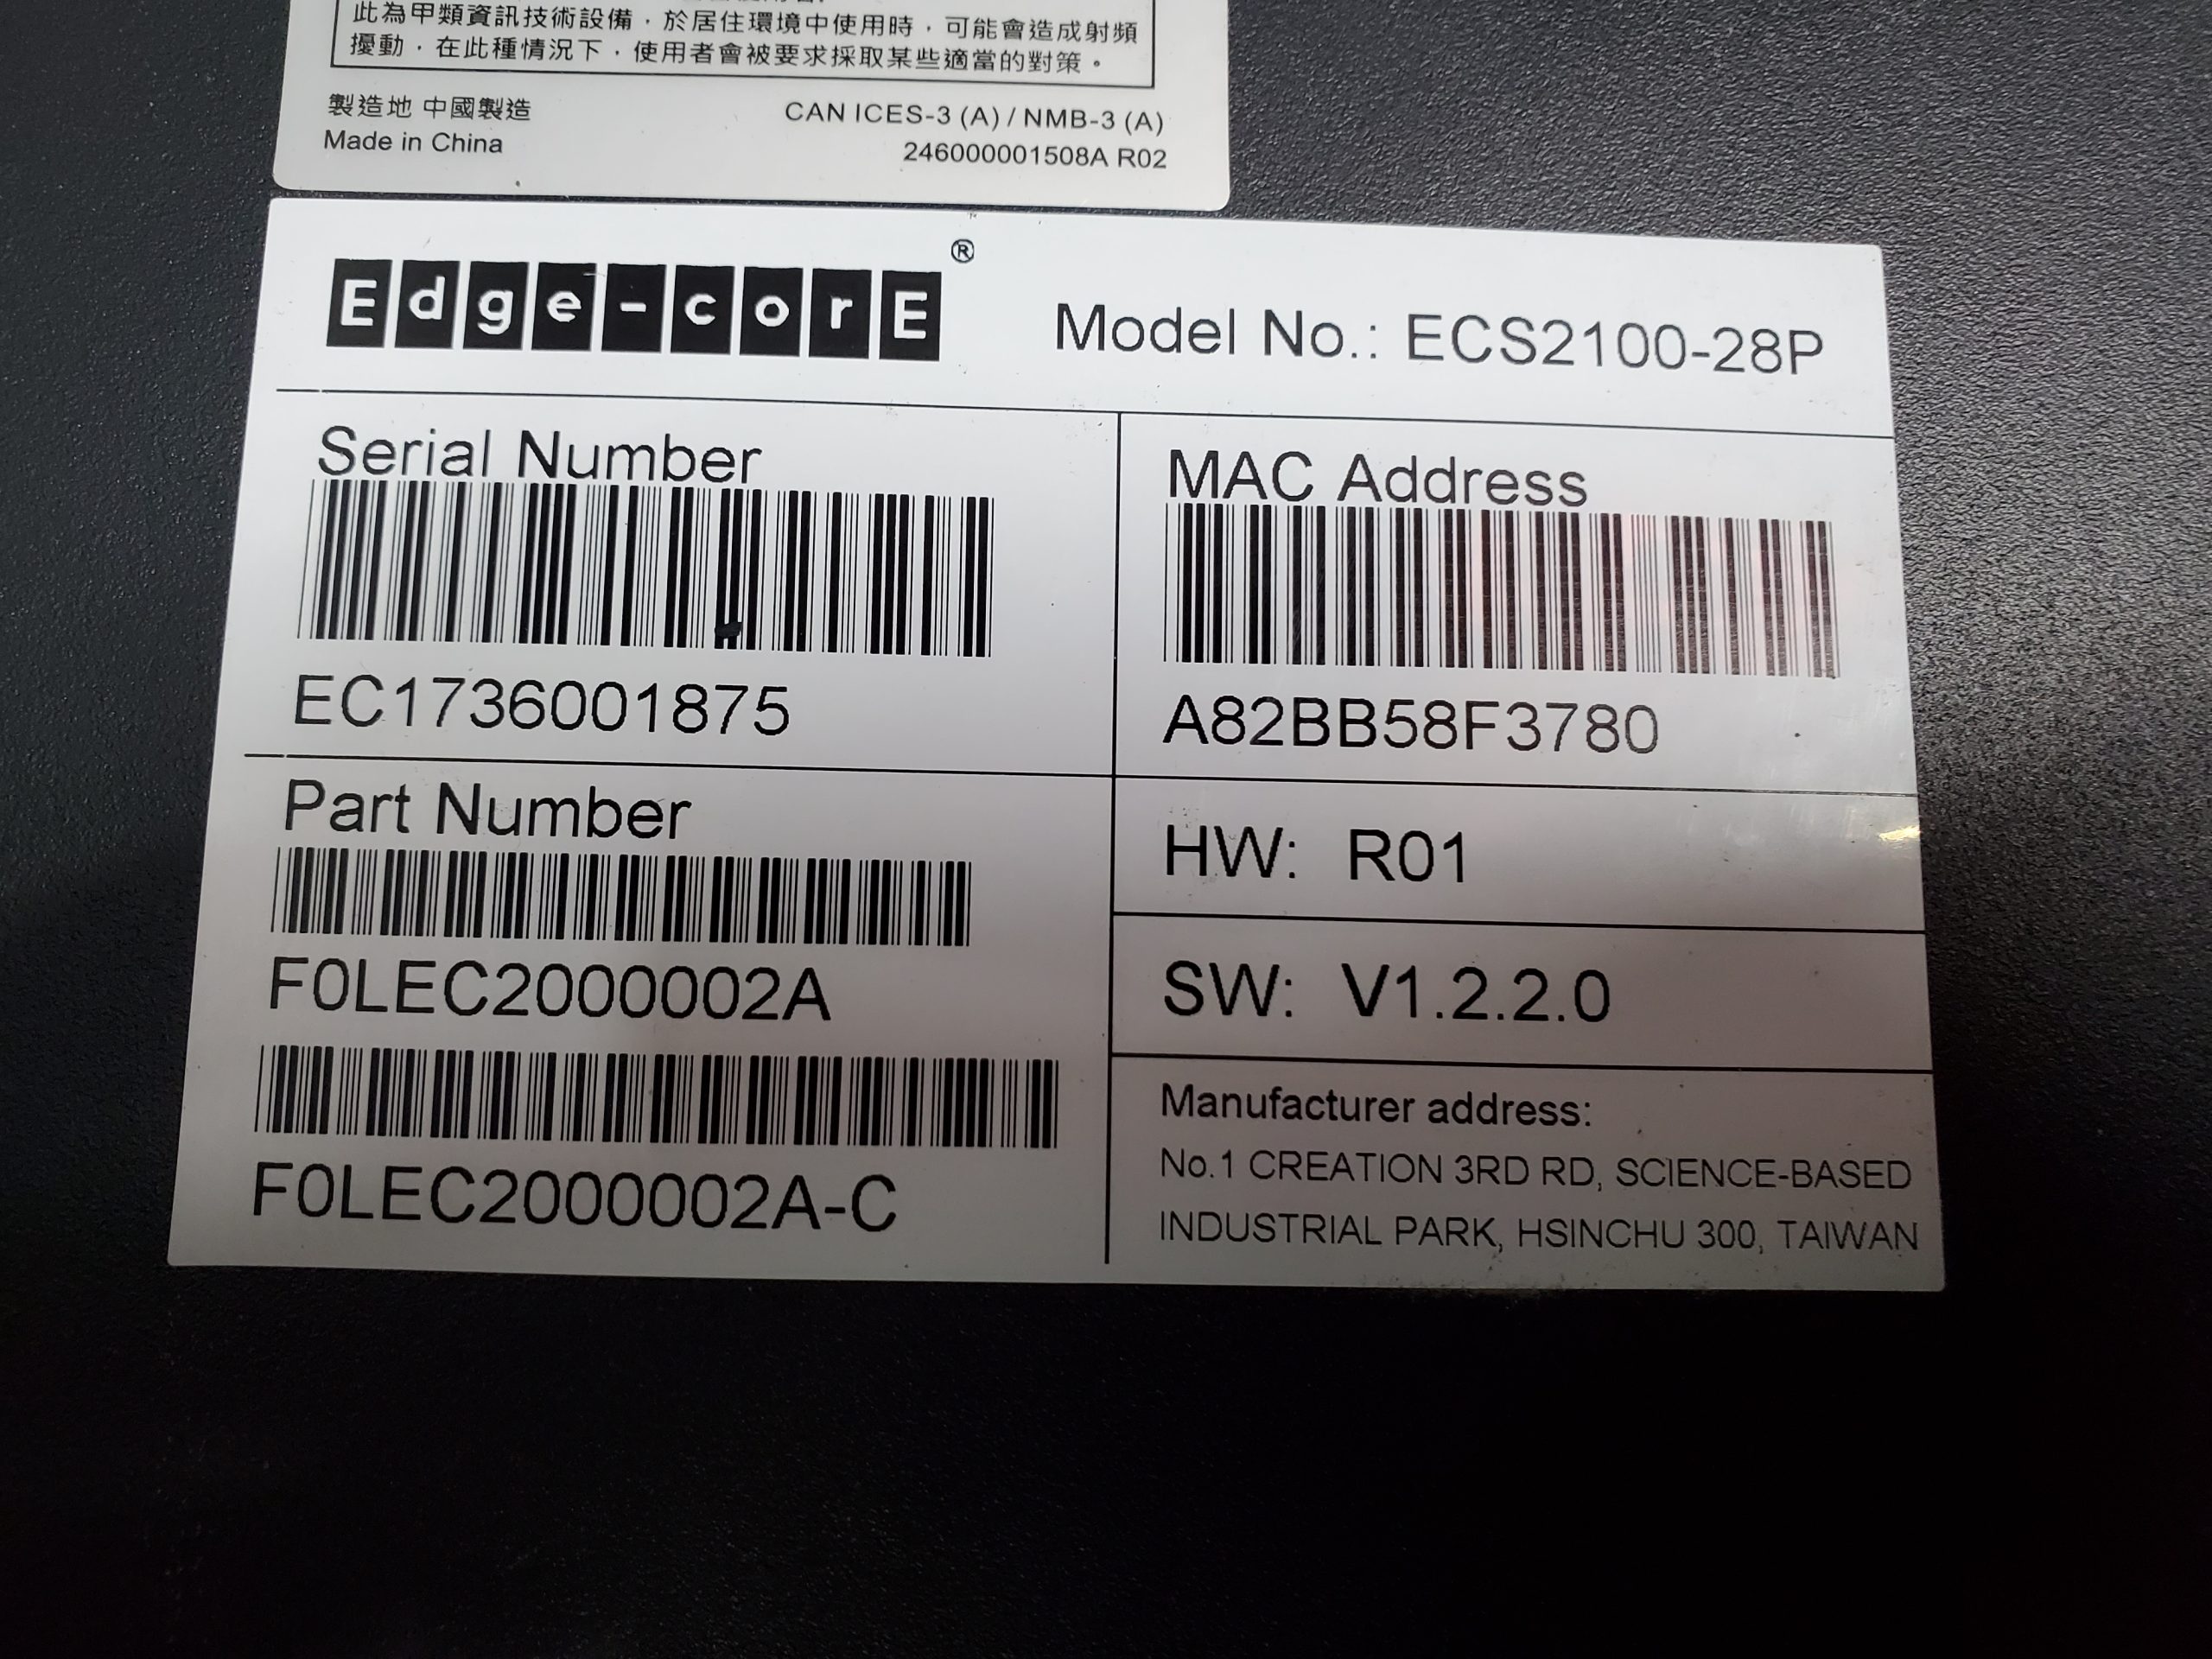 此為甲類資訊技術設備，於居住環境中使用時，可能會造成射頻
擾動，在此種情況下，使用者會被要求採取某些適當的對策。
製造地 中國製造
Made in China
CAN ICES-3 (A) / NMB-3 (A)
246000001508A R02
Edge-corE®
Model No.: ECS2100-28P
Serial Number
EC1736001875
MAC Address
A82BB58F3780
Part Number
F0LEC2000002A
F0LEC2000002A-C
HW: R01
SW: V1.2.2.0
Manufacturer address:
No.1 CREATION 3RD RD, SCIENCE-BASED
INDUSTRIAL PARK, HSINCHU 300, TAIWAN